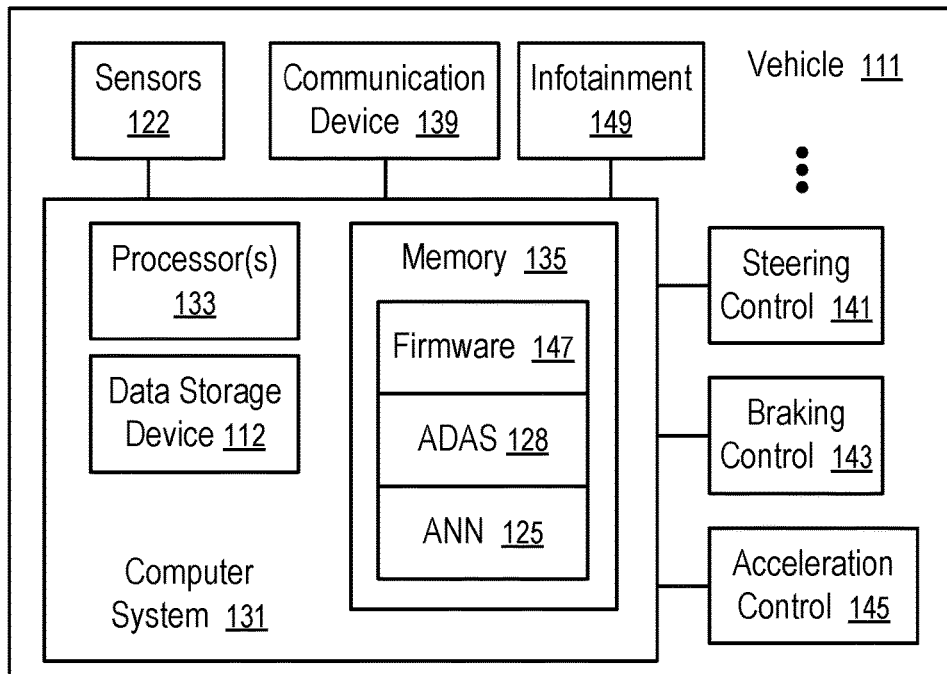 Sensors
122
Communication
Device 139
Infotainment
149
Vehicle 111
Processor(s)
133
Data Storage
Device 112
Computer
System 131
Memory 135
Firmware 147
ADAS 128
ANN 125
Steering
Control 141
Braking
Control 143
Acceleration
Control 145